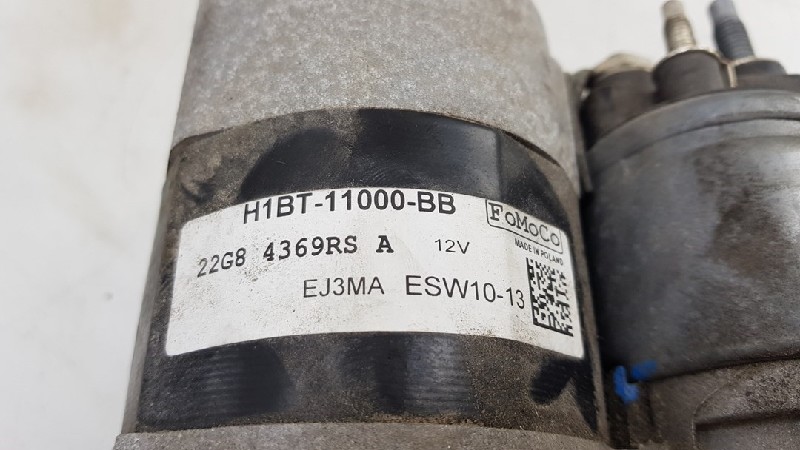 H1BT-11000-BB FoMoCo
MADE IN POLAND
22G8 4369RS A 12V
EJ3MA ESW10-13